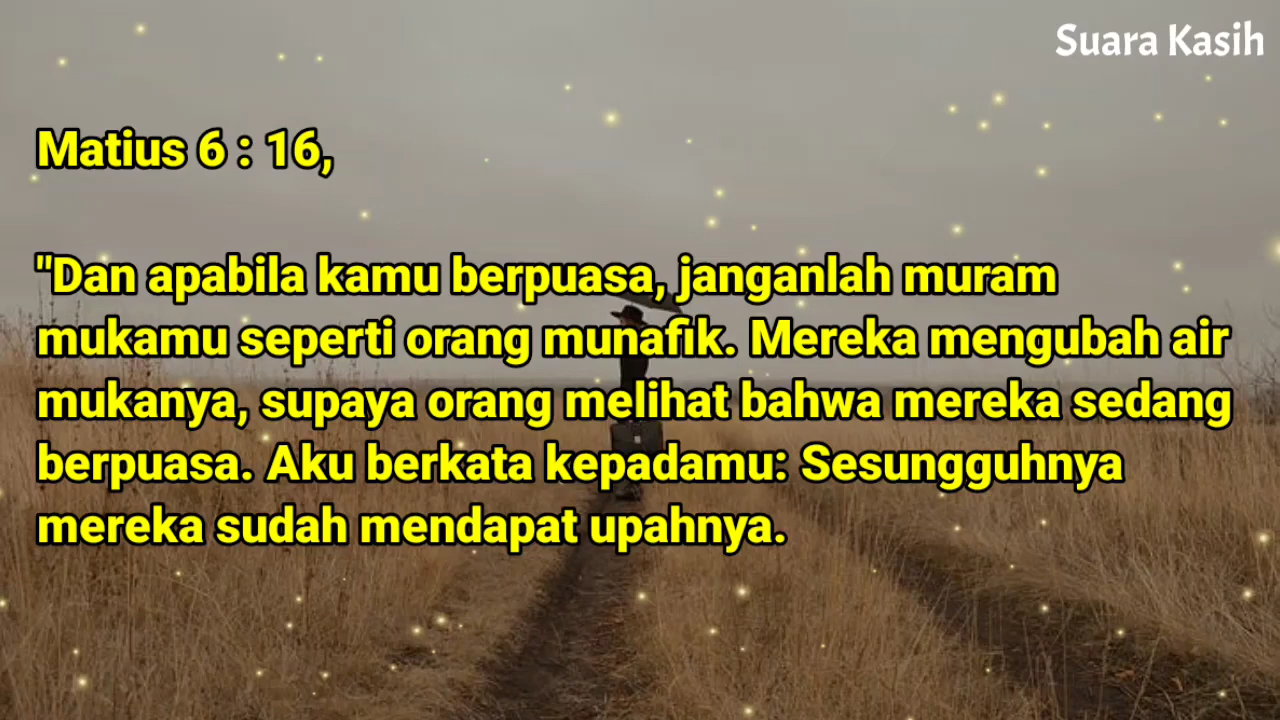 Suara Kasih
Matius 6 : 16,
"Dan apabila kamu berpuasa, janganlah muram
mukamu seperti orang munafik. Mereka mengubah air
mukanya, supaya orang melihat bahwa mereka sedang
berpuasa. Aku berkata kepadamu: Sesungguhnya
mereka sudah mendapat upahnya.